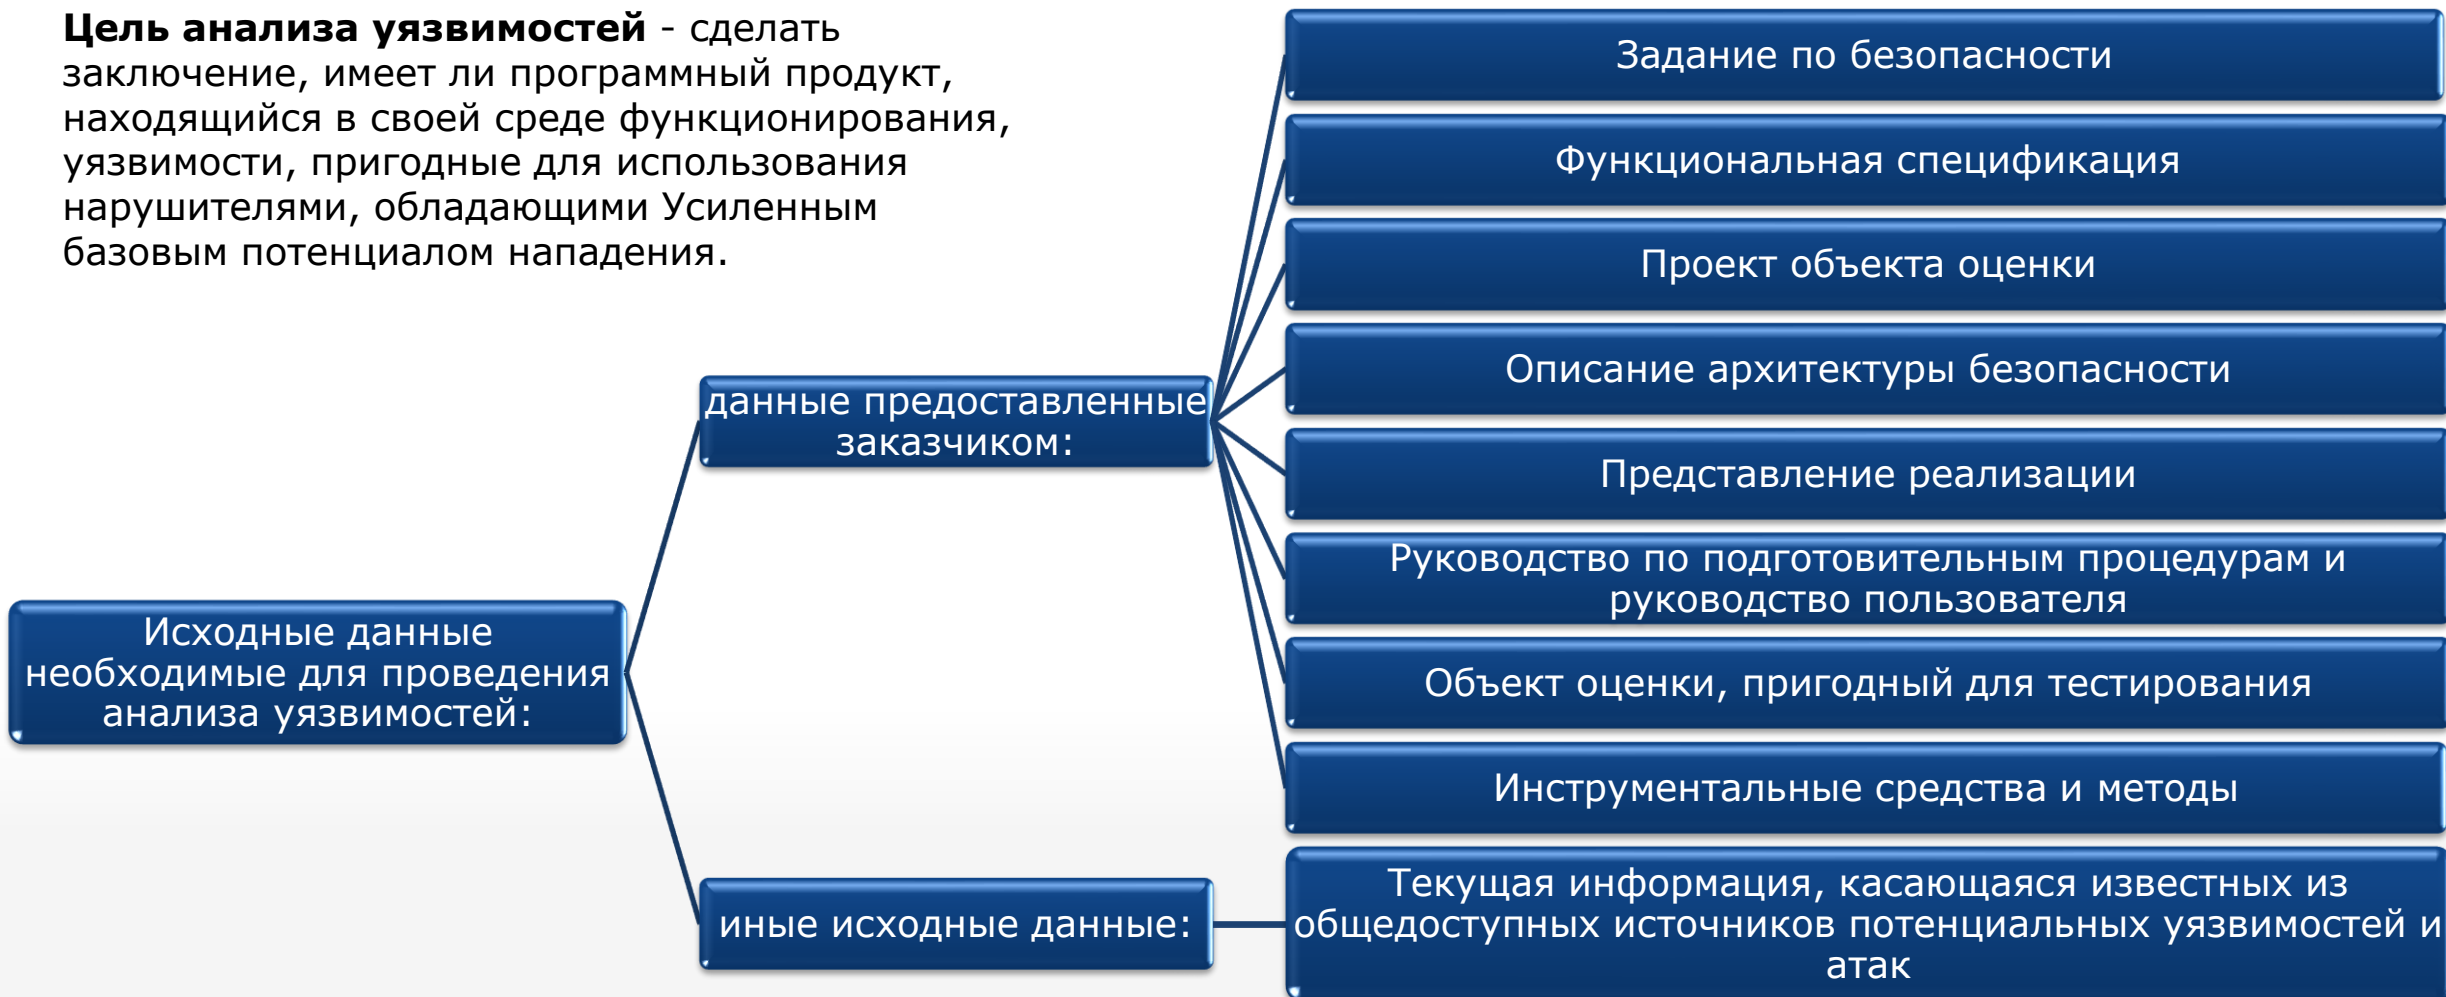 Цель анализа уязвимостей - сделать
заключение, имеет ли программный продукт,
находящийся в своей среде функционирования,
уязвимости, пригодные для использования
нарушителями, обладающими Усиленным
базовым потенциалом нападения.
Исходные данные
необходимые для проведения
анализа уязвимостей:
данные предоставленные
заказчиком:
Задание по безопасности
Функциональная спецификация
Проект объекта оценки
Описание архитектуры безопасности
Представление реализации
Руководство по подготовительным процедурам и
руководство пользователя
Объект оценки, пригодный для тестирования
Инструментальные средства и методы
иные исходные данные:
Текущая информация, касающаяся известных из
общедоступных источников потенциальных уязвимостей и
атак